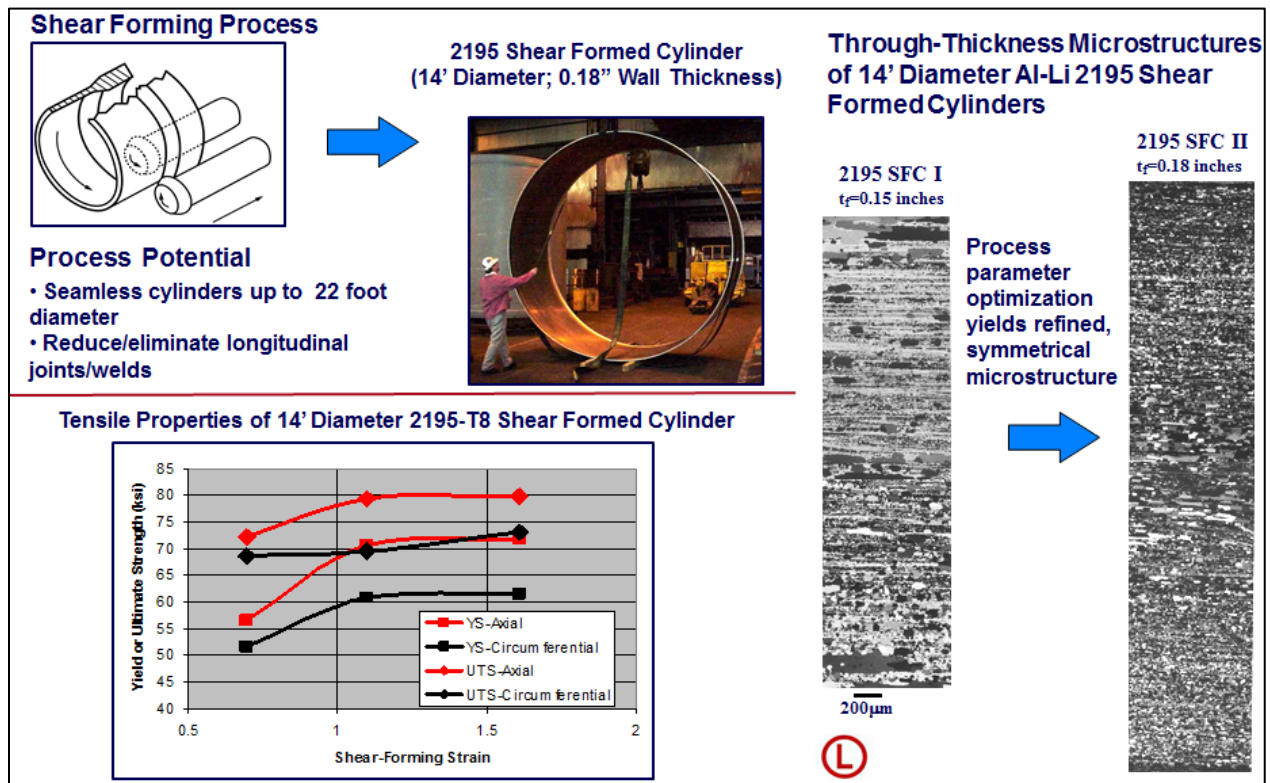 Shear Forming Process
2195 Shear Formed Cylinder
(14' Diameter; 0.18" Wall Thickness)
Process Potential
• Seamless cylinders up to 22 foot
diameter
• Reduce/eliminate longitudinal
joints/welds
Tensile Properties of 14' Diameter 2195-T8 Shear Formed Cylinder
Yield or Ultimate Strength (ksi)
85
80
75
70
65
60
55
50
45
40
0.5
1
1.5
2
Shear-Forming Strain
YS-Axial
YS-Circumferential
UTS-Axial
UTS-Circumferential
Through-Thickness Microstructures
of 14' Diameter Al-Li 2195 Shear
Formed Cylinders
2195 SFC I
tf=0.15 inches
Process
parameter
optimization
yields refined,
symmetrical
microstructure
2195 SFC II
tf=0.18 inches
200µm
L